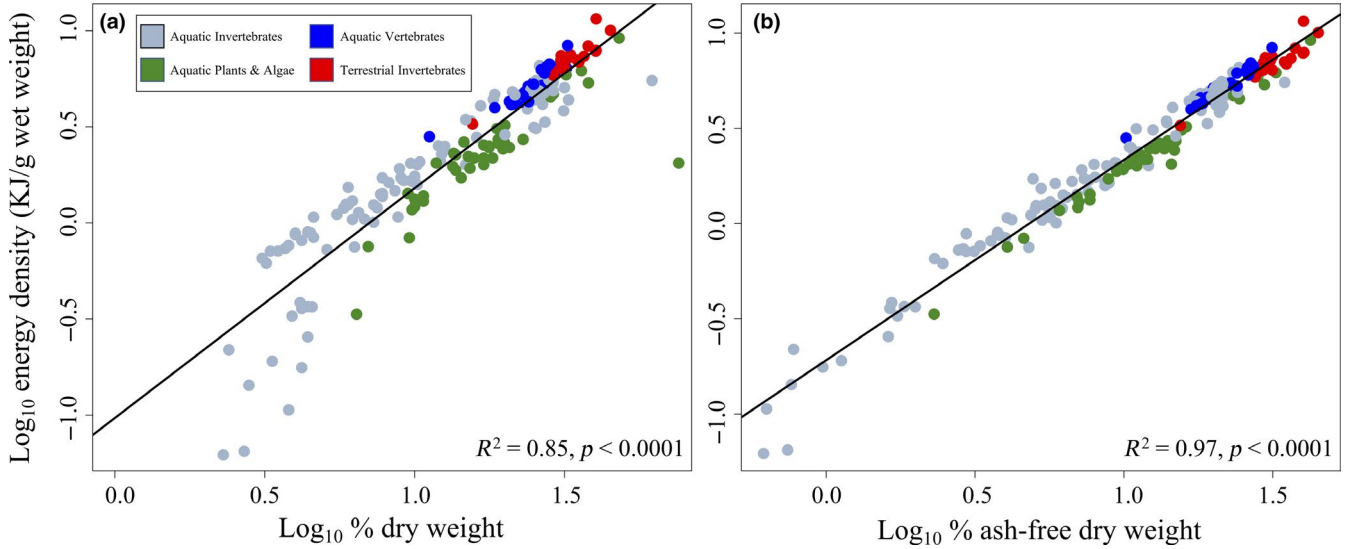 (a)
Aquatic Invertebrates
Aquatic Vertebrates
Aquatic Plants & Algae
Terrestrial Invertebrates
Log₁₀ energy density (KJ/g wet weight)
1.0
0.5
0.0
−0.5
−1.0
R² = 0.85, p < 0.0001
0.0 0.5 1.0 1.5
Log₁₀ % dry weight
(b)
1.0
0.5
0.0
−0.5
−1.0
R² = 0.97, p < 0.0001
0.0 0.5 1.0 1.5
Log₁₀ % ash-free dry weight